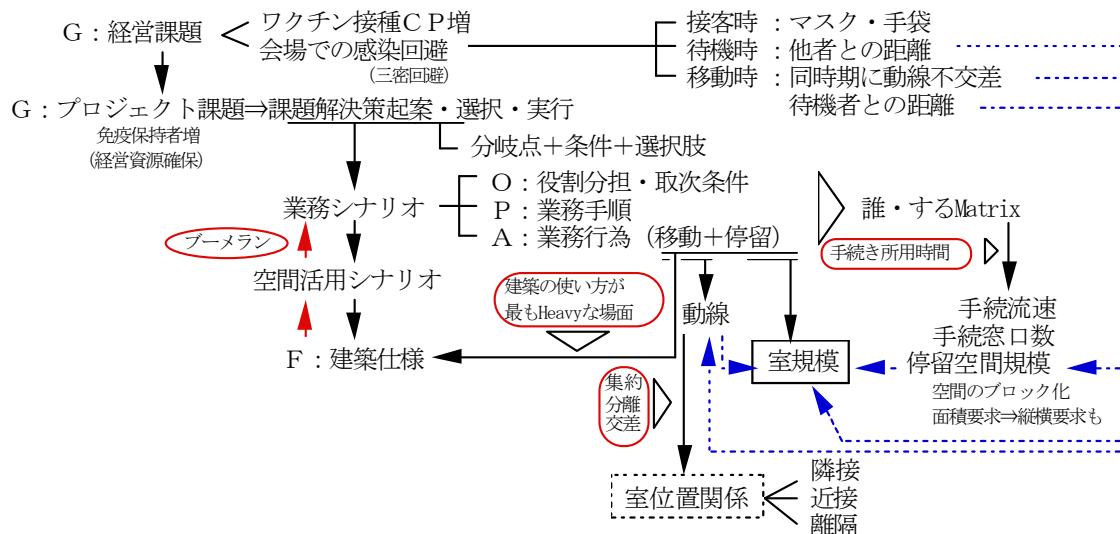 G：経営課題
ワクチン接種ＣＰ増
会場での感染回避
(三密回避)
接客時：マスク・手袋
待機時：他者との距離
移動時：同時期に動線不交差
待機者との距離
G：プロジェクト課題⇒課題解決策起案・選択・実行
免疫保持者増
(経営資源確保)
分岐点＋条件＋選択肢
業務シナリオ
Ｏ：役割分担・取次条件
Ｐ：業務手順
Ａ：業務行為（移動＋停留）
誰・するMatrix
手続き所用時間
ブーメラン
空間活用シナリオ
建築の使い方が
最もHeavyな場面
動線
手続流速
手続窓口数
停留空間規模
空間のブロック化
面積要求⇒縦横要求も
Ｆ：建築仕様
室規模
集約
分離
交差
室位置関係
隣接
近接
離隔